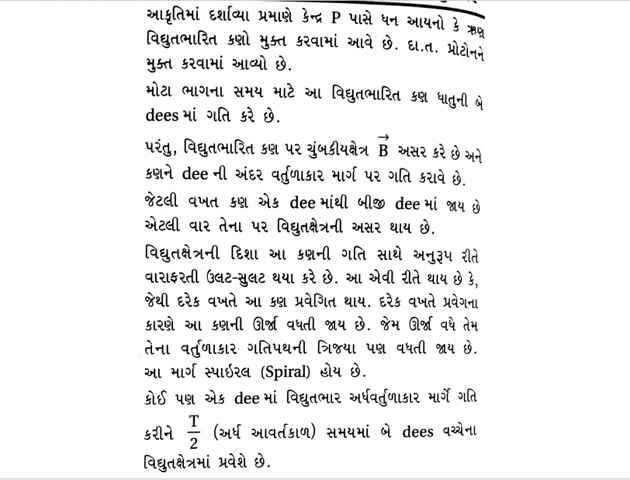 આકૃતિમાં દર્શાવ્યા પ્રમાણે કેન્દ્ર P પાસે ધન આયનો કે ઋણ
વિદ્યુતભારિત કણો મુક્ત કરવામાં આવે છે. દા.ત. પ્રોટોનને
મુક્ત કરવામાં આવ્યો છે.
મોટા ભાગના સમય માટે આ વિદ્યુતભારિત કણ ધાતુની બે
dees માં ગતિ કરે છે.
પરંતુ, વિદ્યુતભારિત કણ પર ચુંબકીયક્ષેત્ર $\overrightarrow{B}$ અસર કરે છે અને
કણને dee ની અંદર વર્તુળાકાર માર્ગ પર ગતિ કરાવે છે.
જેટલી વખત કણ એક dee માંથી બીજી dee માં જાય છે
એટલી વાર તેના પર વિદ્યુતક્ષેત્રની અસર થાય છે.
વિદ્યુતક્ષેત્રની દિશા આ કણની ગતિ સાથે અનુરૂપ રીતે
વારાફરતી ઉલટ-સુલટ થયા કરે છે. આ એવી રીતે થાય છે કે,
જેથી દરેક વખતે આ કણ પ્રવેગિત થાય. દરેક વખતે પ્રવેગના
કારણે આ કણની ઊર્જા વધતી જાય છે. જેમ ઊર્જા વધે તેમ
તેના વર્તુળાકાર ગતિપથની ત્રિજયા પણ વધતી જાય છે.
આ માર્ગ સ્પાઇરલ (Spiral) હોય છે.
કોઈ પણ એક dee માં વિદ્યુતભાર અર્ધવર્તુળાકાર માર્ગે ગતિ
કરીને $\frac{T}{2}$ (અર્ધ આવર્તકાળ) સમયમાં બે dees વચ્ચેના
વિદ્યુતક્ષેત્રમાં પ્રવેશે છે.